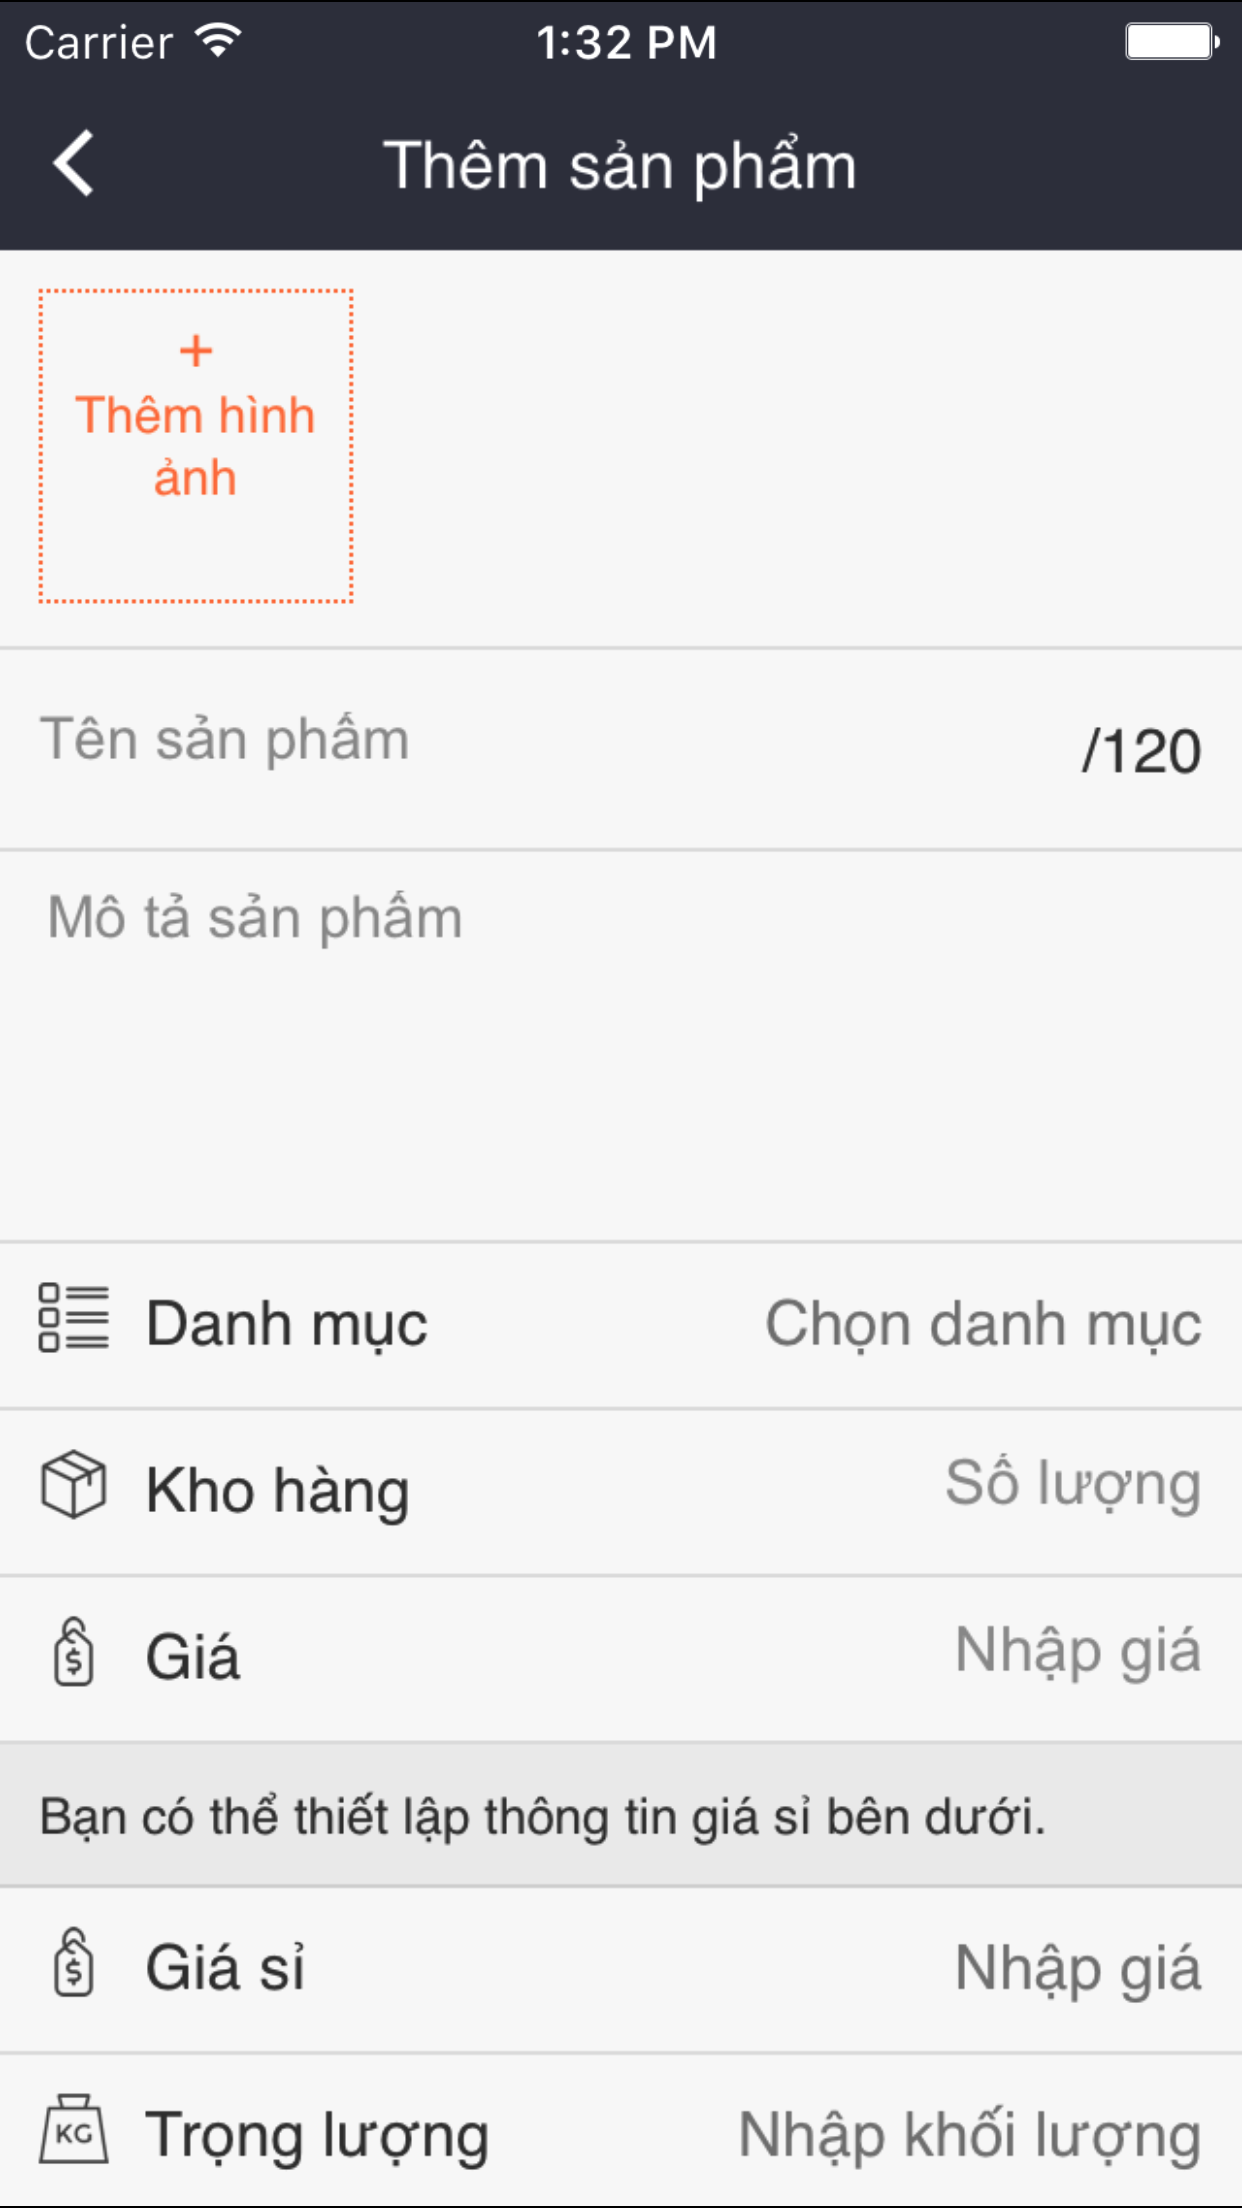 Carrier 1:32 PM
Thêm sản phẩm
+
Thêm hình
ảnh
Tên sản phẩm /120
Mô tả sản phẩm
Danh mục Chọn danh mục
Kho hàng Số lượng
$ Giá Nhập giá
Bạn có thể thiết lập thông tin giá sỉ bên dưới.
$ Giá sỉ Nhập giá
KG Trọng lượng Nhập khối lượng